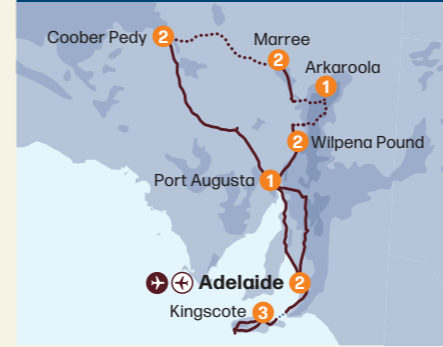 Coober Pedy 2
Marree
2
Arkaroola
1
2 Wilpena Pound
Port Augusta 1
Adelaide 2
Kingscote 3